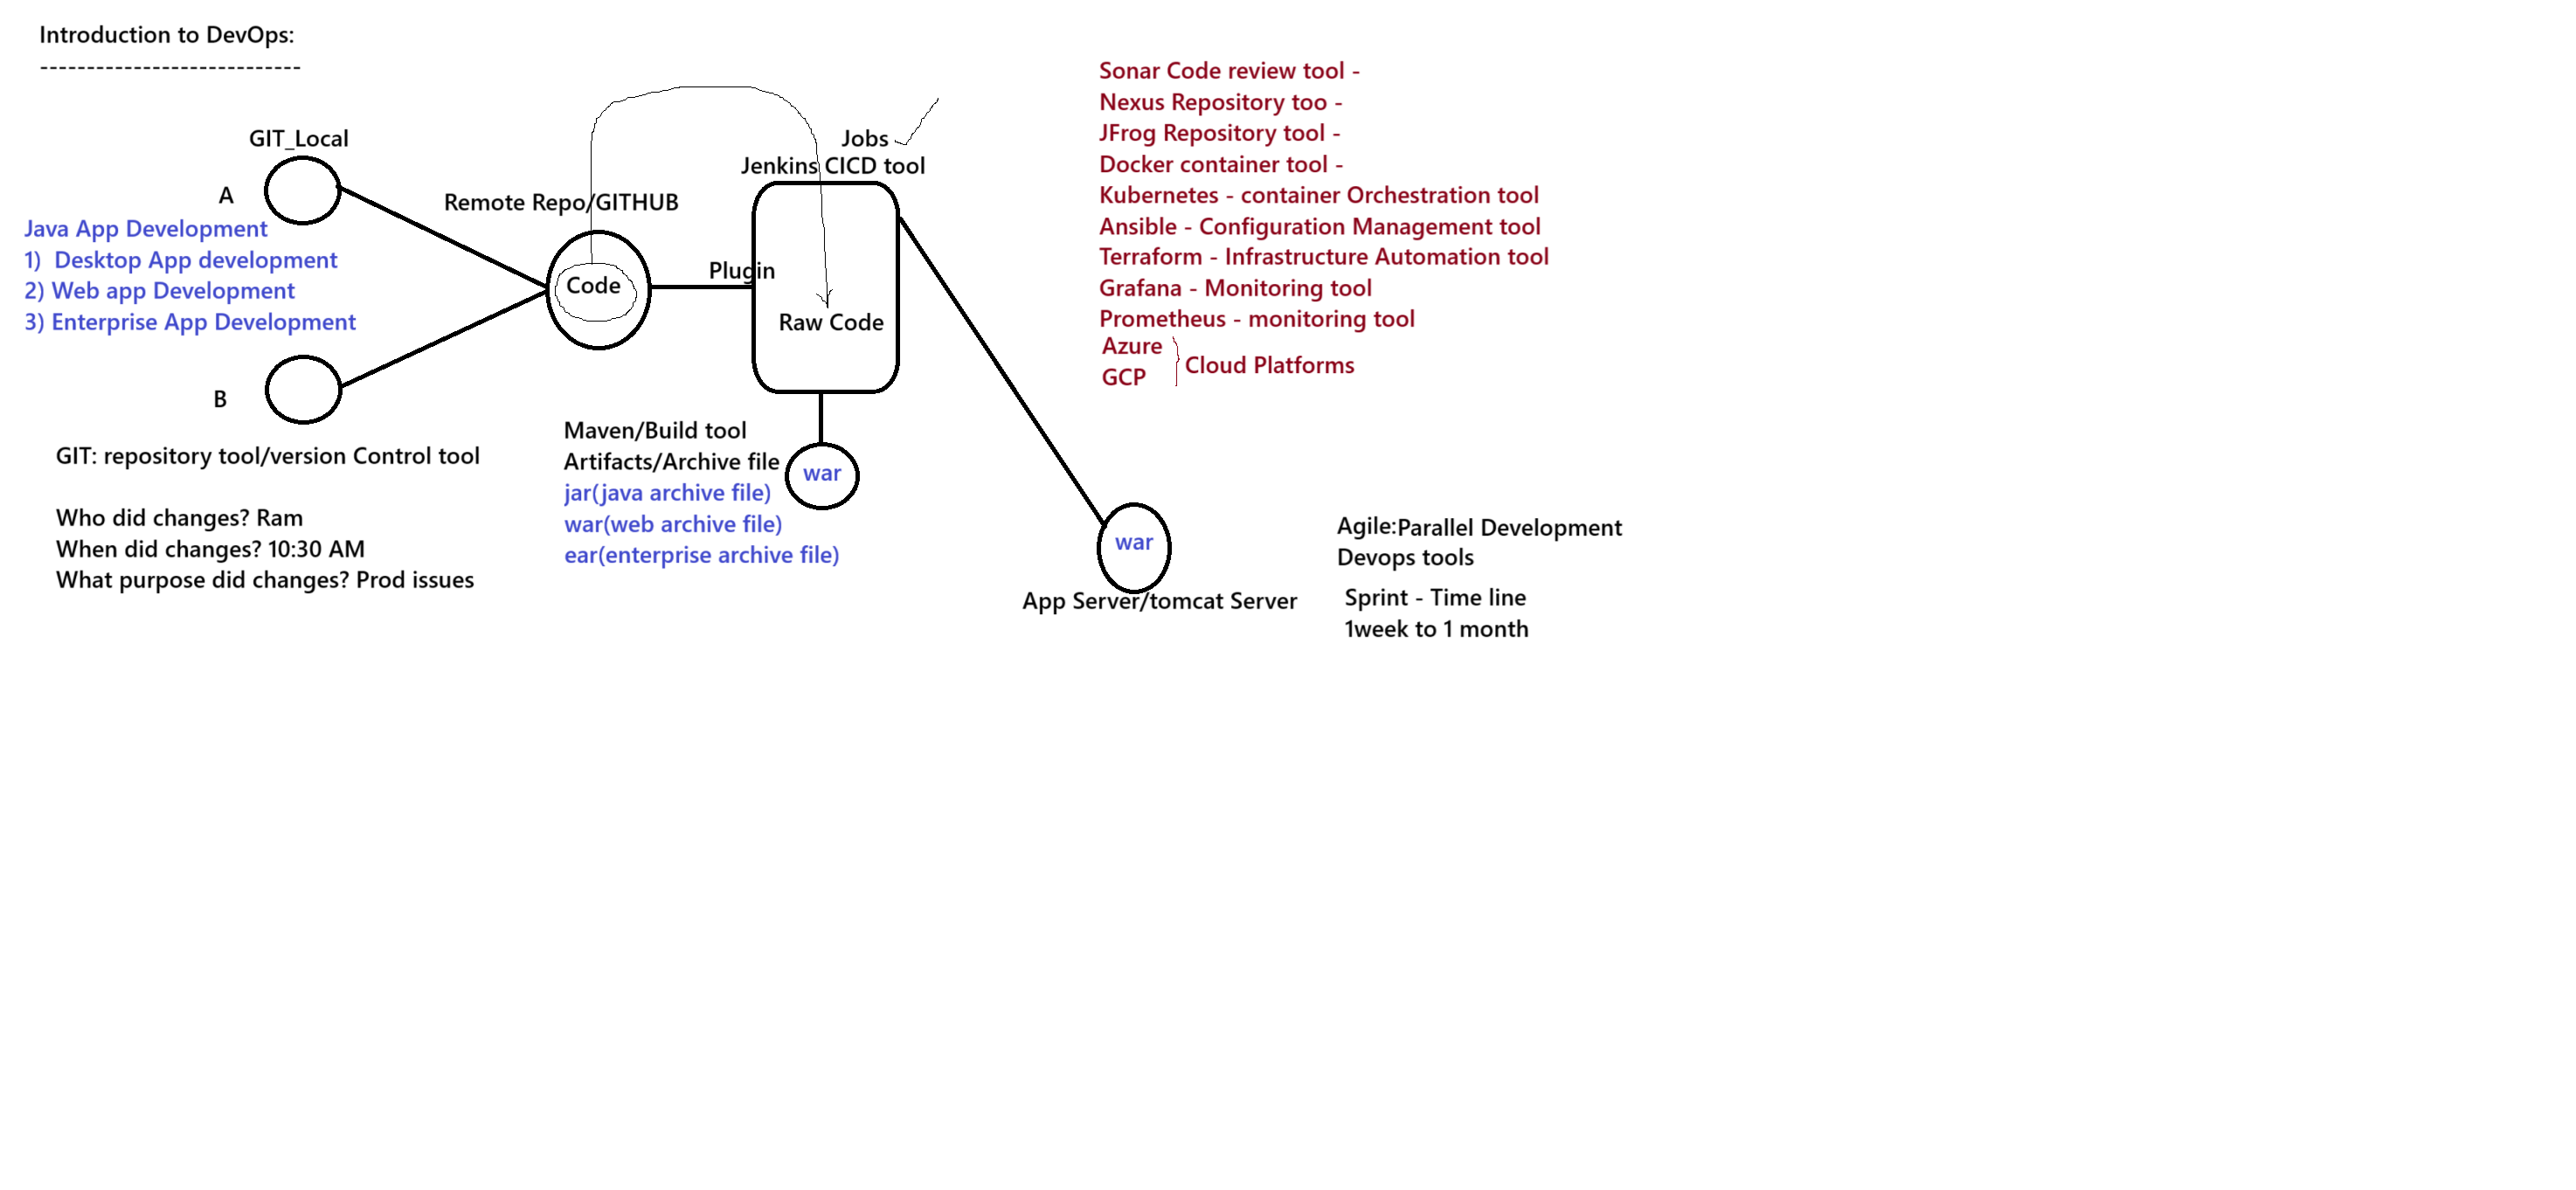 Introduction to DevOps:
----------------------------
GIT_Local
A
Java App Development
1)  Desktop App development
2) Web app Development
3) Enterprise App Development
B
GIT: repository tool/version Control tool
Who did changes? Ram
When did changes? 10:30 AM
What purpose did changes? Prod issues
Remote Repo/GITHUB
Code
Plugin
Jobs
Jenkins CICD tool
Raw Code
Maven/Build tool
Artifacts/Archive file
jar(java archive file)
war(web archive file)
ear(enterprise archive file)
war
Sonar Code review tool -
Nexus Repository too -
JFrog Repository tool -
Docker container tool -
Kubernetes - container Orchestration tool
Ansible - Configuration Management tool
Terraform - Infrastructure Automation tool
Grafana - Monitoring tool
Prometheus - monitoring tool
Azure
GCP
Cloud Platforms
war
App Server/tomcat Server
Agile:Parallel Development
Devops tools
Sprint - Time line
1week to 1 month